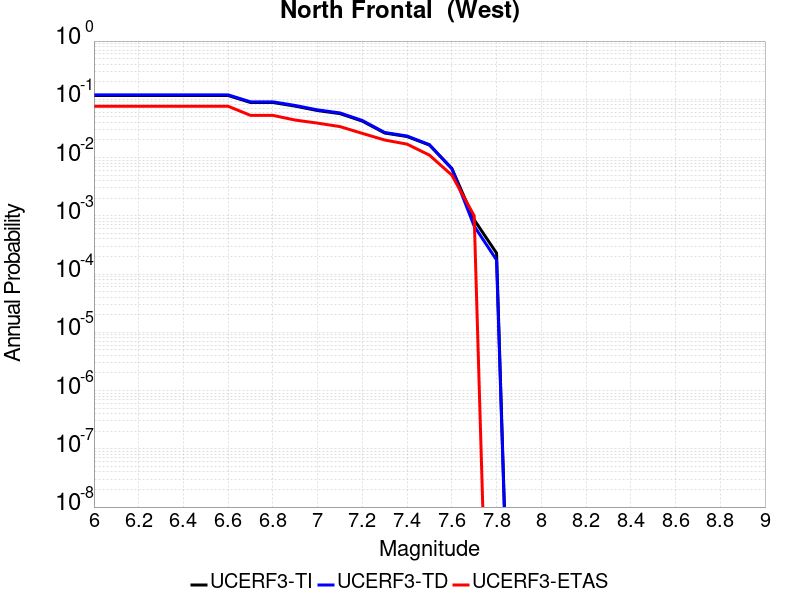 North Frontal  (West)
10^0
10^-1
10^-2
10^-3
10^-4
10^-5
10^-6
10^-7
10^-8
Annual Probability
6 6.2 6.4 6.6 6.8 7 7.2 7.4 7.6 7.8 8 8.2 8.4 8.6 8.8 9
Magnitude
UCERF3-TI UCERF3-TD UCERF3-ETAS